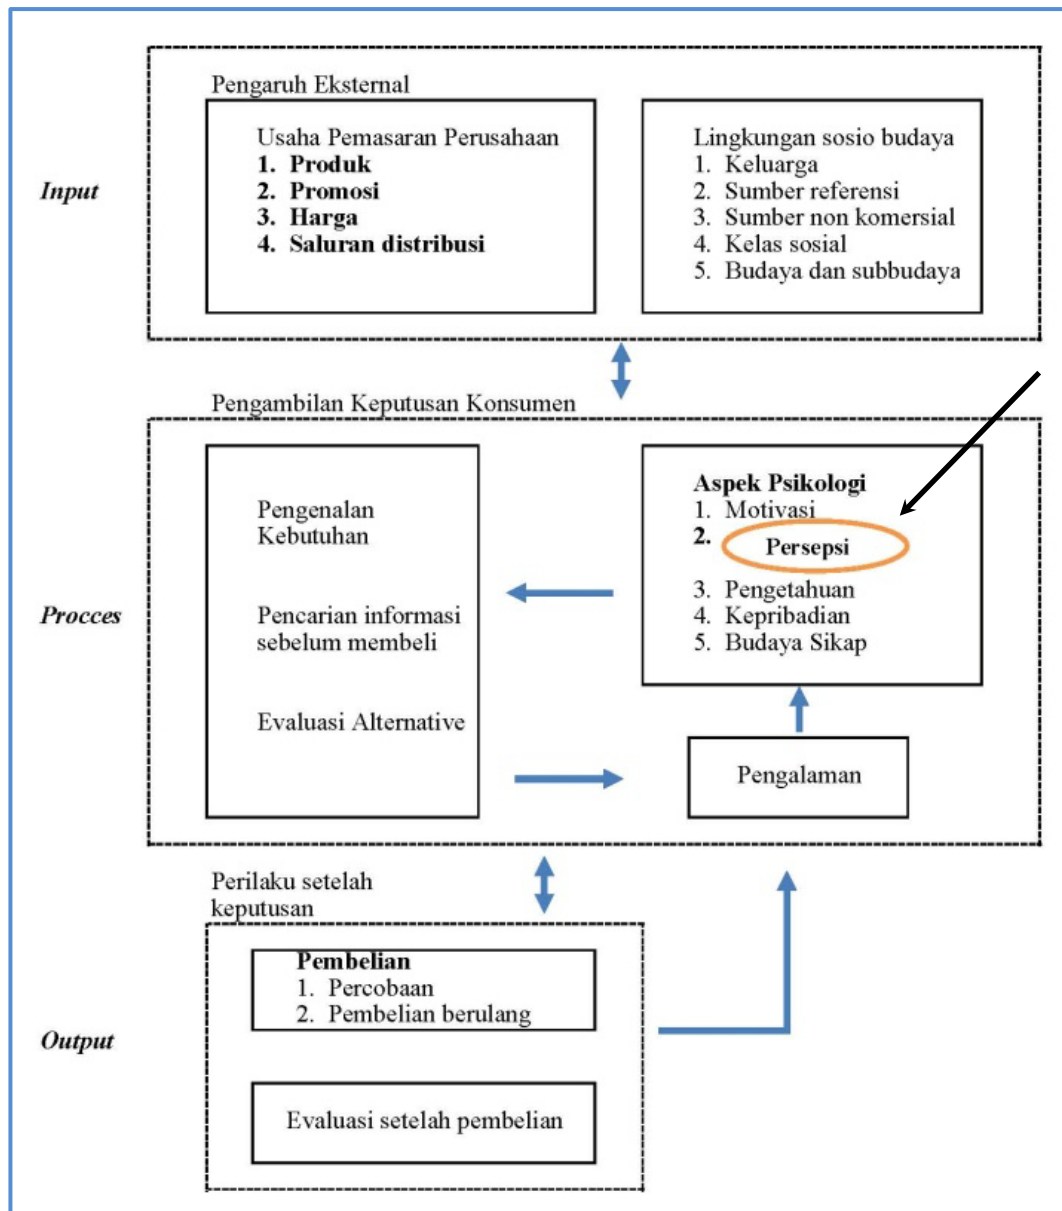 Pengaruh Eksternal
Usaha Pemasaran Perusahaan
1. Produk
2. Promosi
3. Harga
4. Saluran distribusi
Lingkungan sosio budaya
1. Keluarga
2. Sumber referensi
3. Sumber non komersial
4. Kelas sosial
5. Budaya dan subbudaya
Input
Pengambilan Keputusan Konsumen
Pengenalan
Kebutuhan
Pencarian informasi
sebelum membeli
Evaluasi Alternative
Aspek Psikologi
1. Motivasi
2. Persepsi
3. Pengetahuan
4. Kepribadian
5. Budaya Sikap
Pengalaman
Procces
Perilaku setelah
keputusan
Pembelian
1. Percobaan
2. Pembelian berulang
Evaluasi setelah pembelian
Output